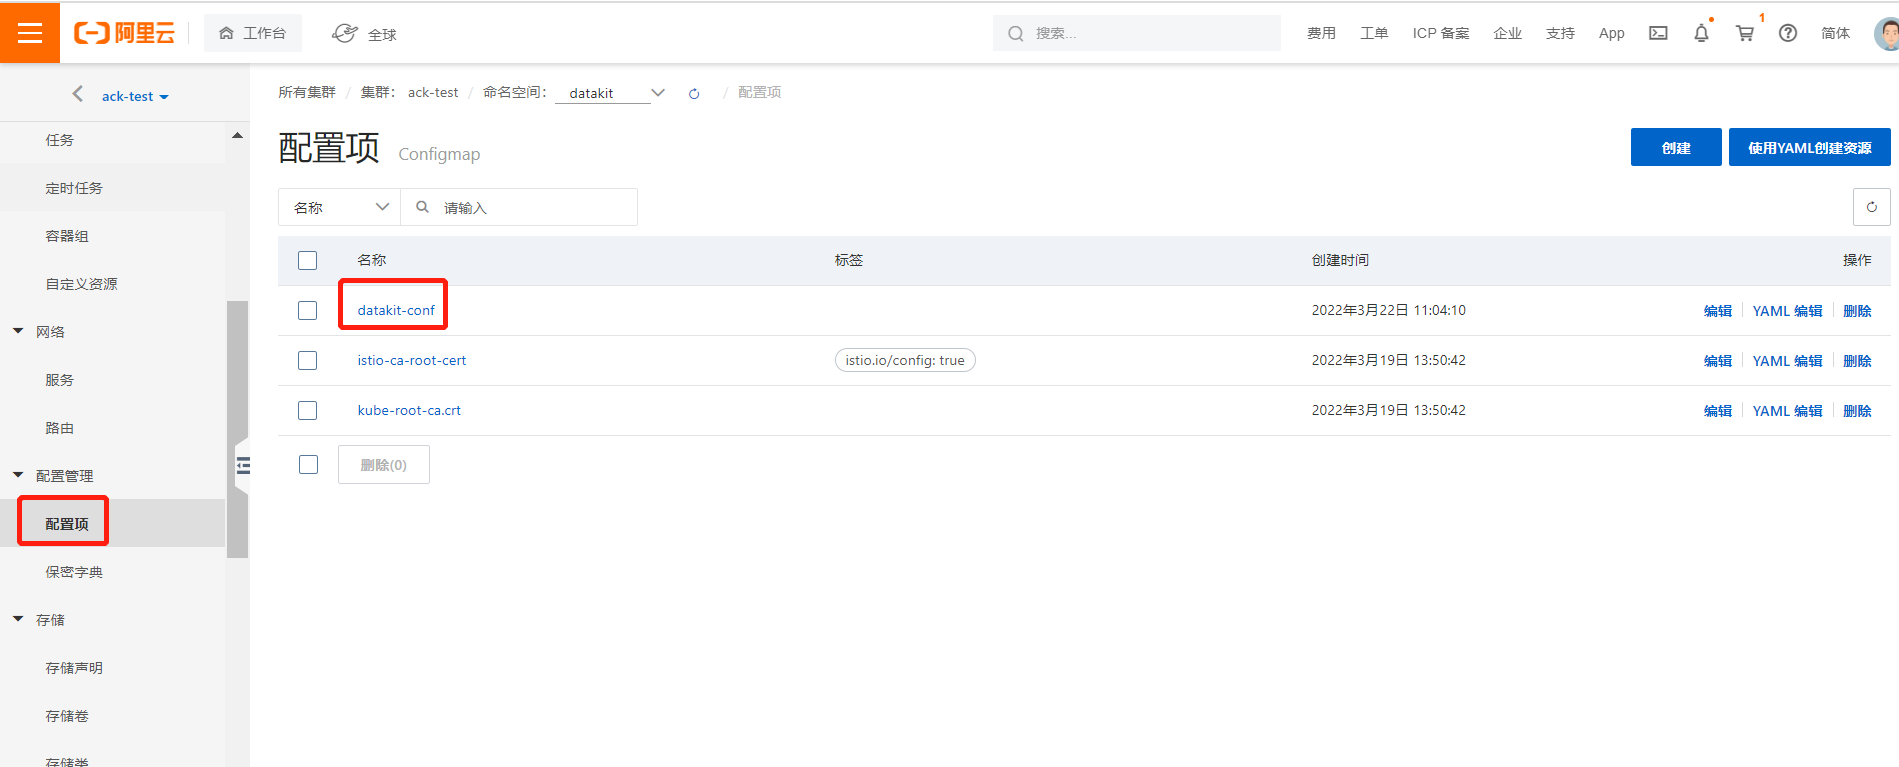 阿里云
工作台
全球
搜索...
费用
工单
ICP 备案
企业
支持
App
1
简体
ack-test
任务
定时任务
容器组
自定义资源
网络
服务
路由
配置管理
配置项
保密字典
存储
存储声明
存储卷
存储类
所有集群 / 集群： ack-test / 命名空间： datakit / 配置项
配置项 Configmap
创建
使用YAML创建资源
名称
请输入
名称 标签 创建时间 操作
datakit-conf 2022年3月22日 11:04:10 编辑 YAML 编辑 删除
istio-ca-root-cert istio.io/config: true 2022年3月19日 13:50:42 编辑 YAML 编辑 删除
kube-root-ca.crt 2022年3月19日 13:50:42 编辑 YAML 编辑 删除
删除(0)